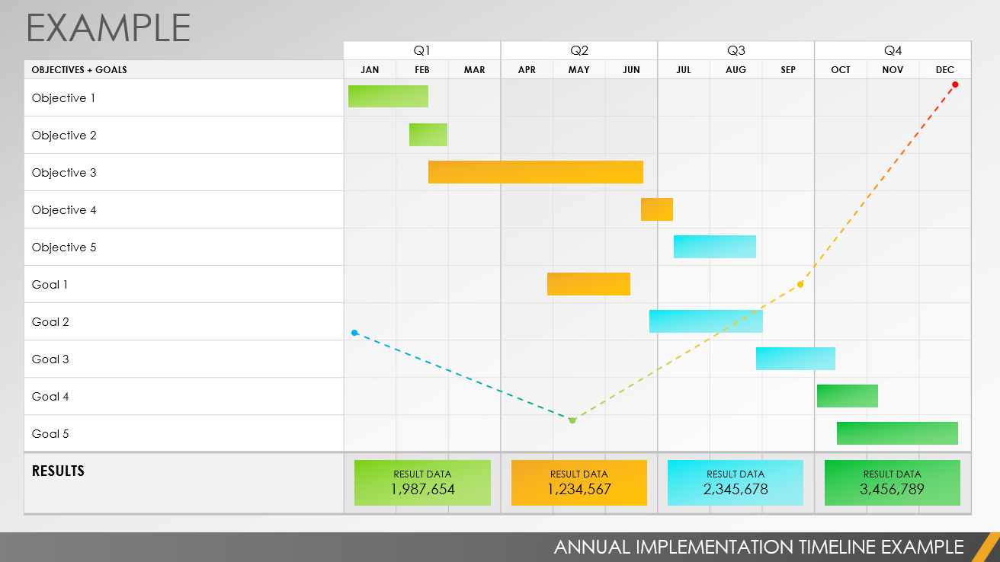 EXAMPLE
Q1 Q2 Q3 Q4
OBJECTIVES + GOALS JAN FEB MAR APR MAY JUN JUL AUG SEP OCT NOV DEC
Objective 1
Objective 2
Objective 3
Objective 4
Objective 5
Goal 1
Goal 2
Goal 3
Goal 4
Goal 5
RESULTS RESULT DATA RESULT DATA RESULT DATA RESULT DATA
1,987,654 1,234,567 2,345,678 3,456,789
ANNUAL IMPLEMENTATION TIMELINE EXAMPLE